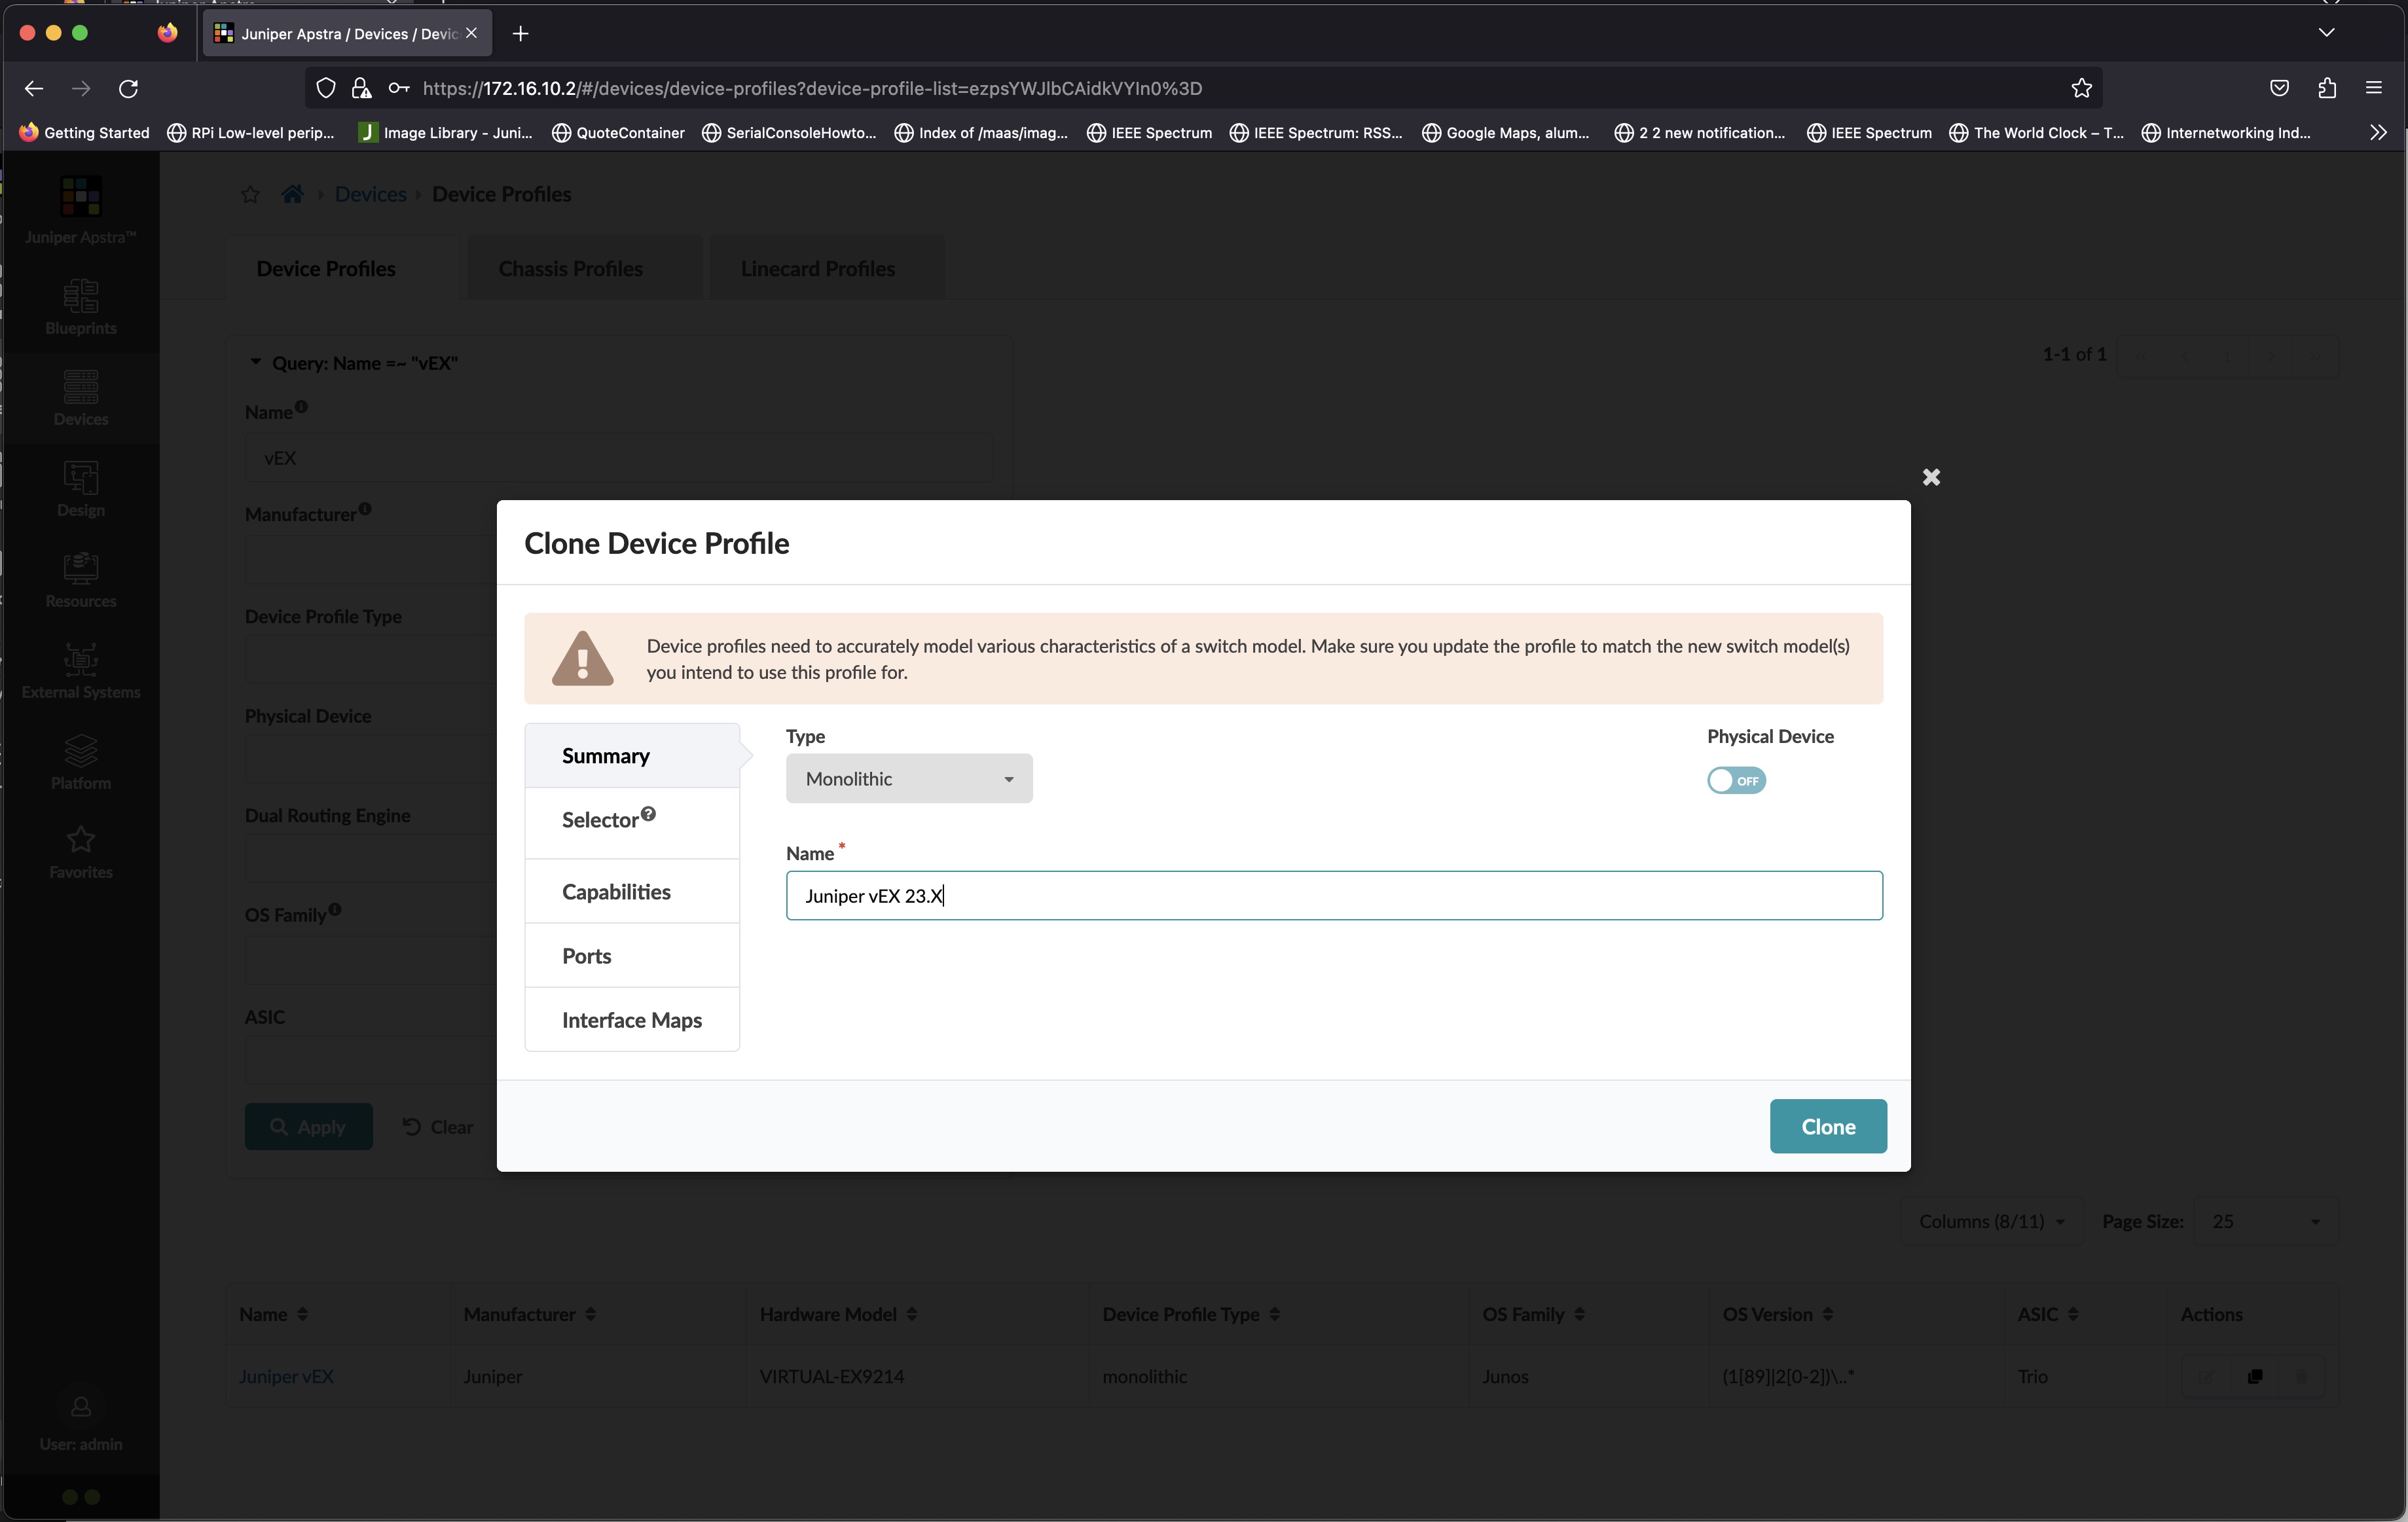 Juniper Apstra / Devices / Devic
https://172.16.10.2/#/devices/device-profiles?device-profile-list=ezpsYWJlbCAidkVYIn0%3D
Getting Started
RPi Low-level perip...
Image Library - Juni...
QuoteContainer
SerialConsoleHowto...
Index of /maas/imag...
IEEE Spectrum
IEEE Spectrum: RSS...
Google Maps, alum...
2 2 new notification...
IEEE Spectrum
The World Clock – T...
Internetworking Ind...
Juniper Apstra™
Blueprints
Devices
Design
Resources
External Systems
Platform
Favorites
User: admin
Devices
Device Profiles
Device Profiles
Chassis Profiles
Linecard Profiles
Query: Name =~ "vEX"
1-1 of 1
Name
vEX
Manufacturer
Device Profile Type
Physical Device
Dual Routing Engine
OS Family
ASIC
Apply
Clear
Clone Device Profile
Device profiles need to accurately model various characteristics of a switch model. Make sure you update the profile to match the new switch model(s)
you intend to use this profile for.
Summary
Selector
Capabilities
Ports
Interface Maps
Type
Monolithic
Physical Device
OFF
Name *
Juniper vEX 23.X
Clone
Columns (8/11)
Page Size:
25
Name
Manufacturer
Hardware Model
Device Profile Type
OS Family
OS Version
ASIC
Actions
Juniper vEX
Juniper
VIRTUAL-EX9214
monolithic
Junos
(1[89]|2[0-2])\..*
Trio